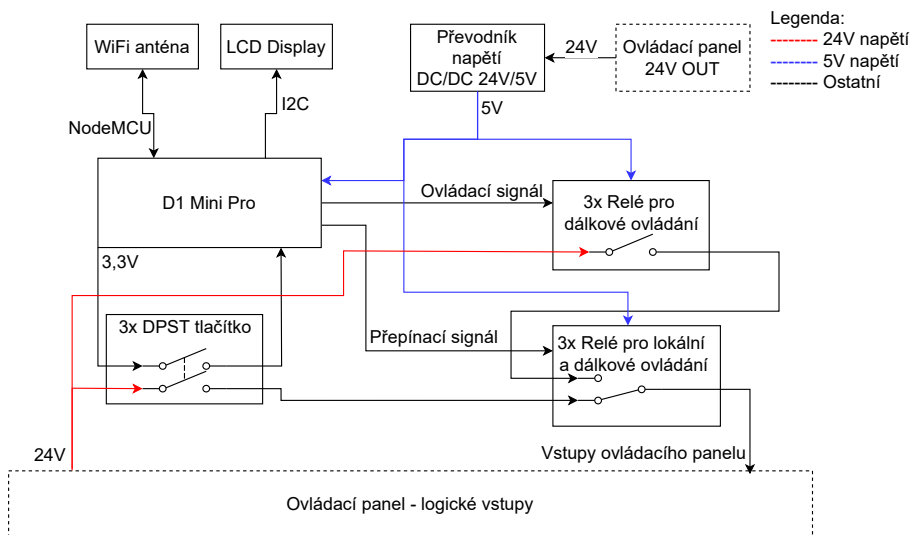 WiFi anténa
LCD Display
Převodník
napětí
DC/DC 24V/5V
24V
Ovládací panel
24V OUT
Legenda:
24V napětí
5V napětí
Ostatní
NodeMCU
I2C
5V
D1 Mini Pro
Ovládací signál
3x Relé pro
dálkové ovládání
3,3V
3x DPST tlačítko
Přepínací signál
3x Relé pro lokální
a dálkové ovládání
24V
Vstupy ovládacího panelu
Ovládací panel - logické vstupy